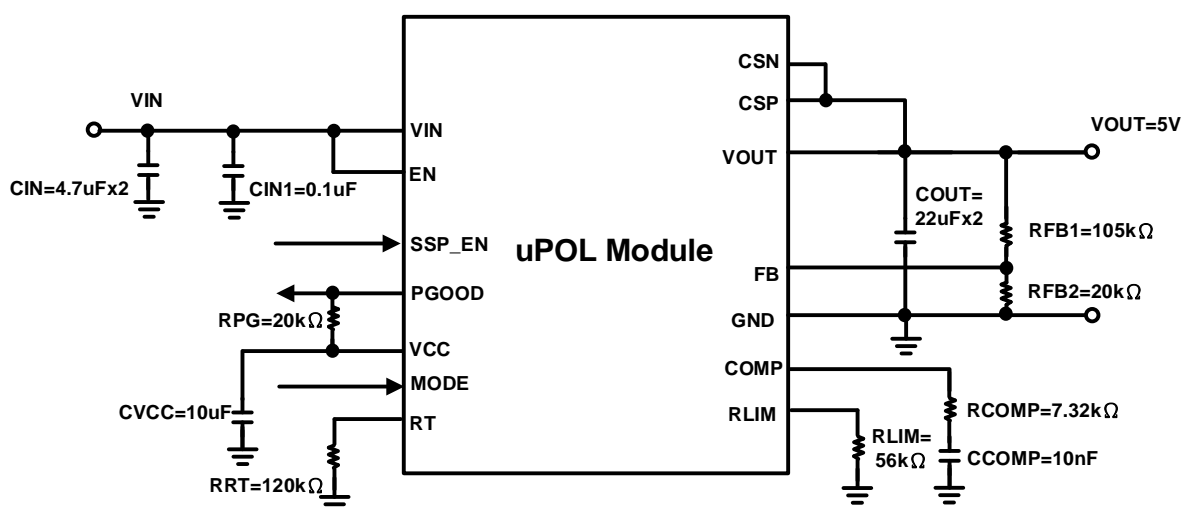 VIN
CIN=4.7uFx2
CIN1=0.1uF
RPG=20kΩ
CVCC=10uF
RRT=120kΩ
VIN
EN
SSP_EN
PGOOD
VCC
MODE
RT
uPOL Module
CSN
CSP
VOUT
FB
GND
COMP
RLIM
VOUT=5V
COUT=
22uFx2
RFB1=105kΩ
RFB2=20kΩ
RCOMP=7.32kΩ
RLIM=
56kΩ
CCOMP=10nF